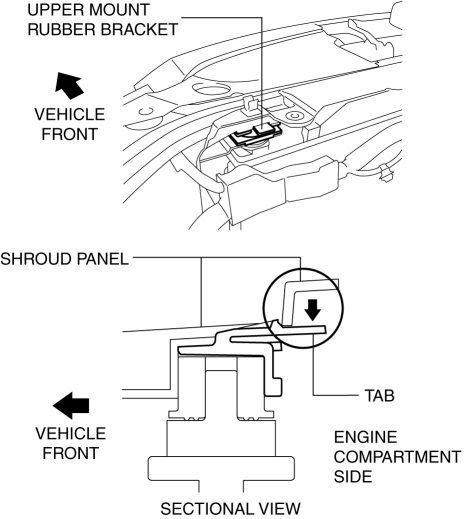 UPPER MOUNT
RUBBER BRACKET
VEHICLE
FRONT
SHROUD PANEL
TAB
VEHICLE
FRONT
ENGINE
COMPARTMENT
SIDE
SECTIONAL VIEW